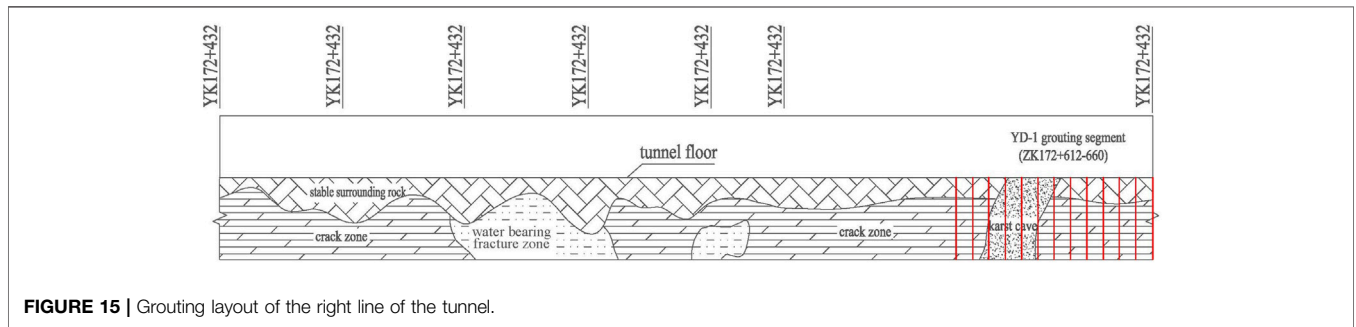 YK172+432
YK172+432
YK172+432
YK172+432
YK172+432
YK172+432
YK172+432
YD-1 grouting segment
(ZK172+612-660)
tunnel floor
stable surrounding rock
crack zone
water bearing
fracture zone
crack zone
karst cave
FIGURE 15 | Grouting layout of the right line of the tunnel.